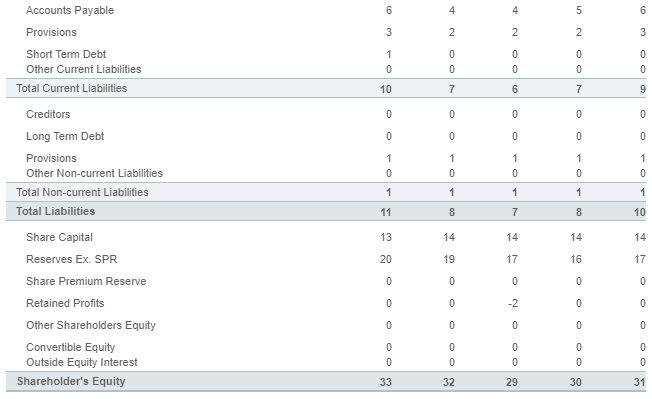 Accounts Payable 6 4 4 5 6
Provisions 3 2 2 2 3
Short Term Debt 1 0 0 0 0
Other Current Liabilities 0 0 0 0 0
Total Current Liabilities 10 7 6 7 9
Creditors 0 0 0 0 0
Long Term Debt 0 0 0 0 0
Provisions 1 1 1 1 1
Other Non-current Liabilities 0 0 0 0 0
Total Non-current Liabilities 1 1 1 1 1
Total Liabilities 11 8 7 8 10
Share Capital 13 14 14 14 14
Reserves Ex. SPR 20 19 17 16 17
Share Premium Reserve 0 0 0 0 0
Retained Profits 0 0 -2 0 0
Other Shareholders Equity 0 0 0 0 0
Convertible Equity 0 0 0 0 0
Outside Equity Interest 0 0 0 0 0
Shareholder's Equity 33 32 29 30 31